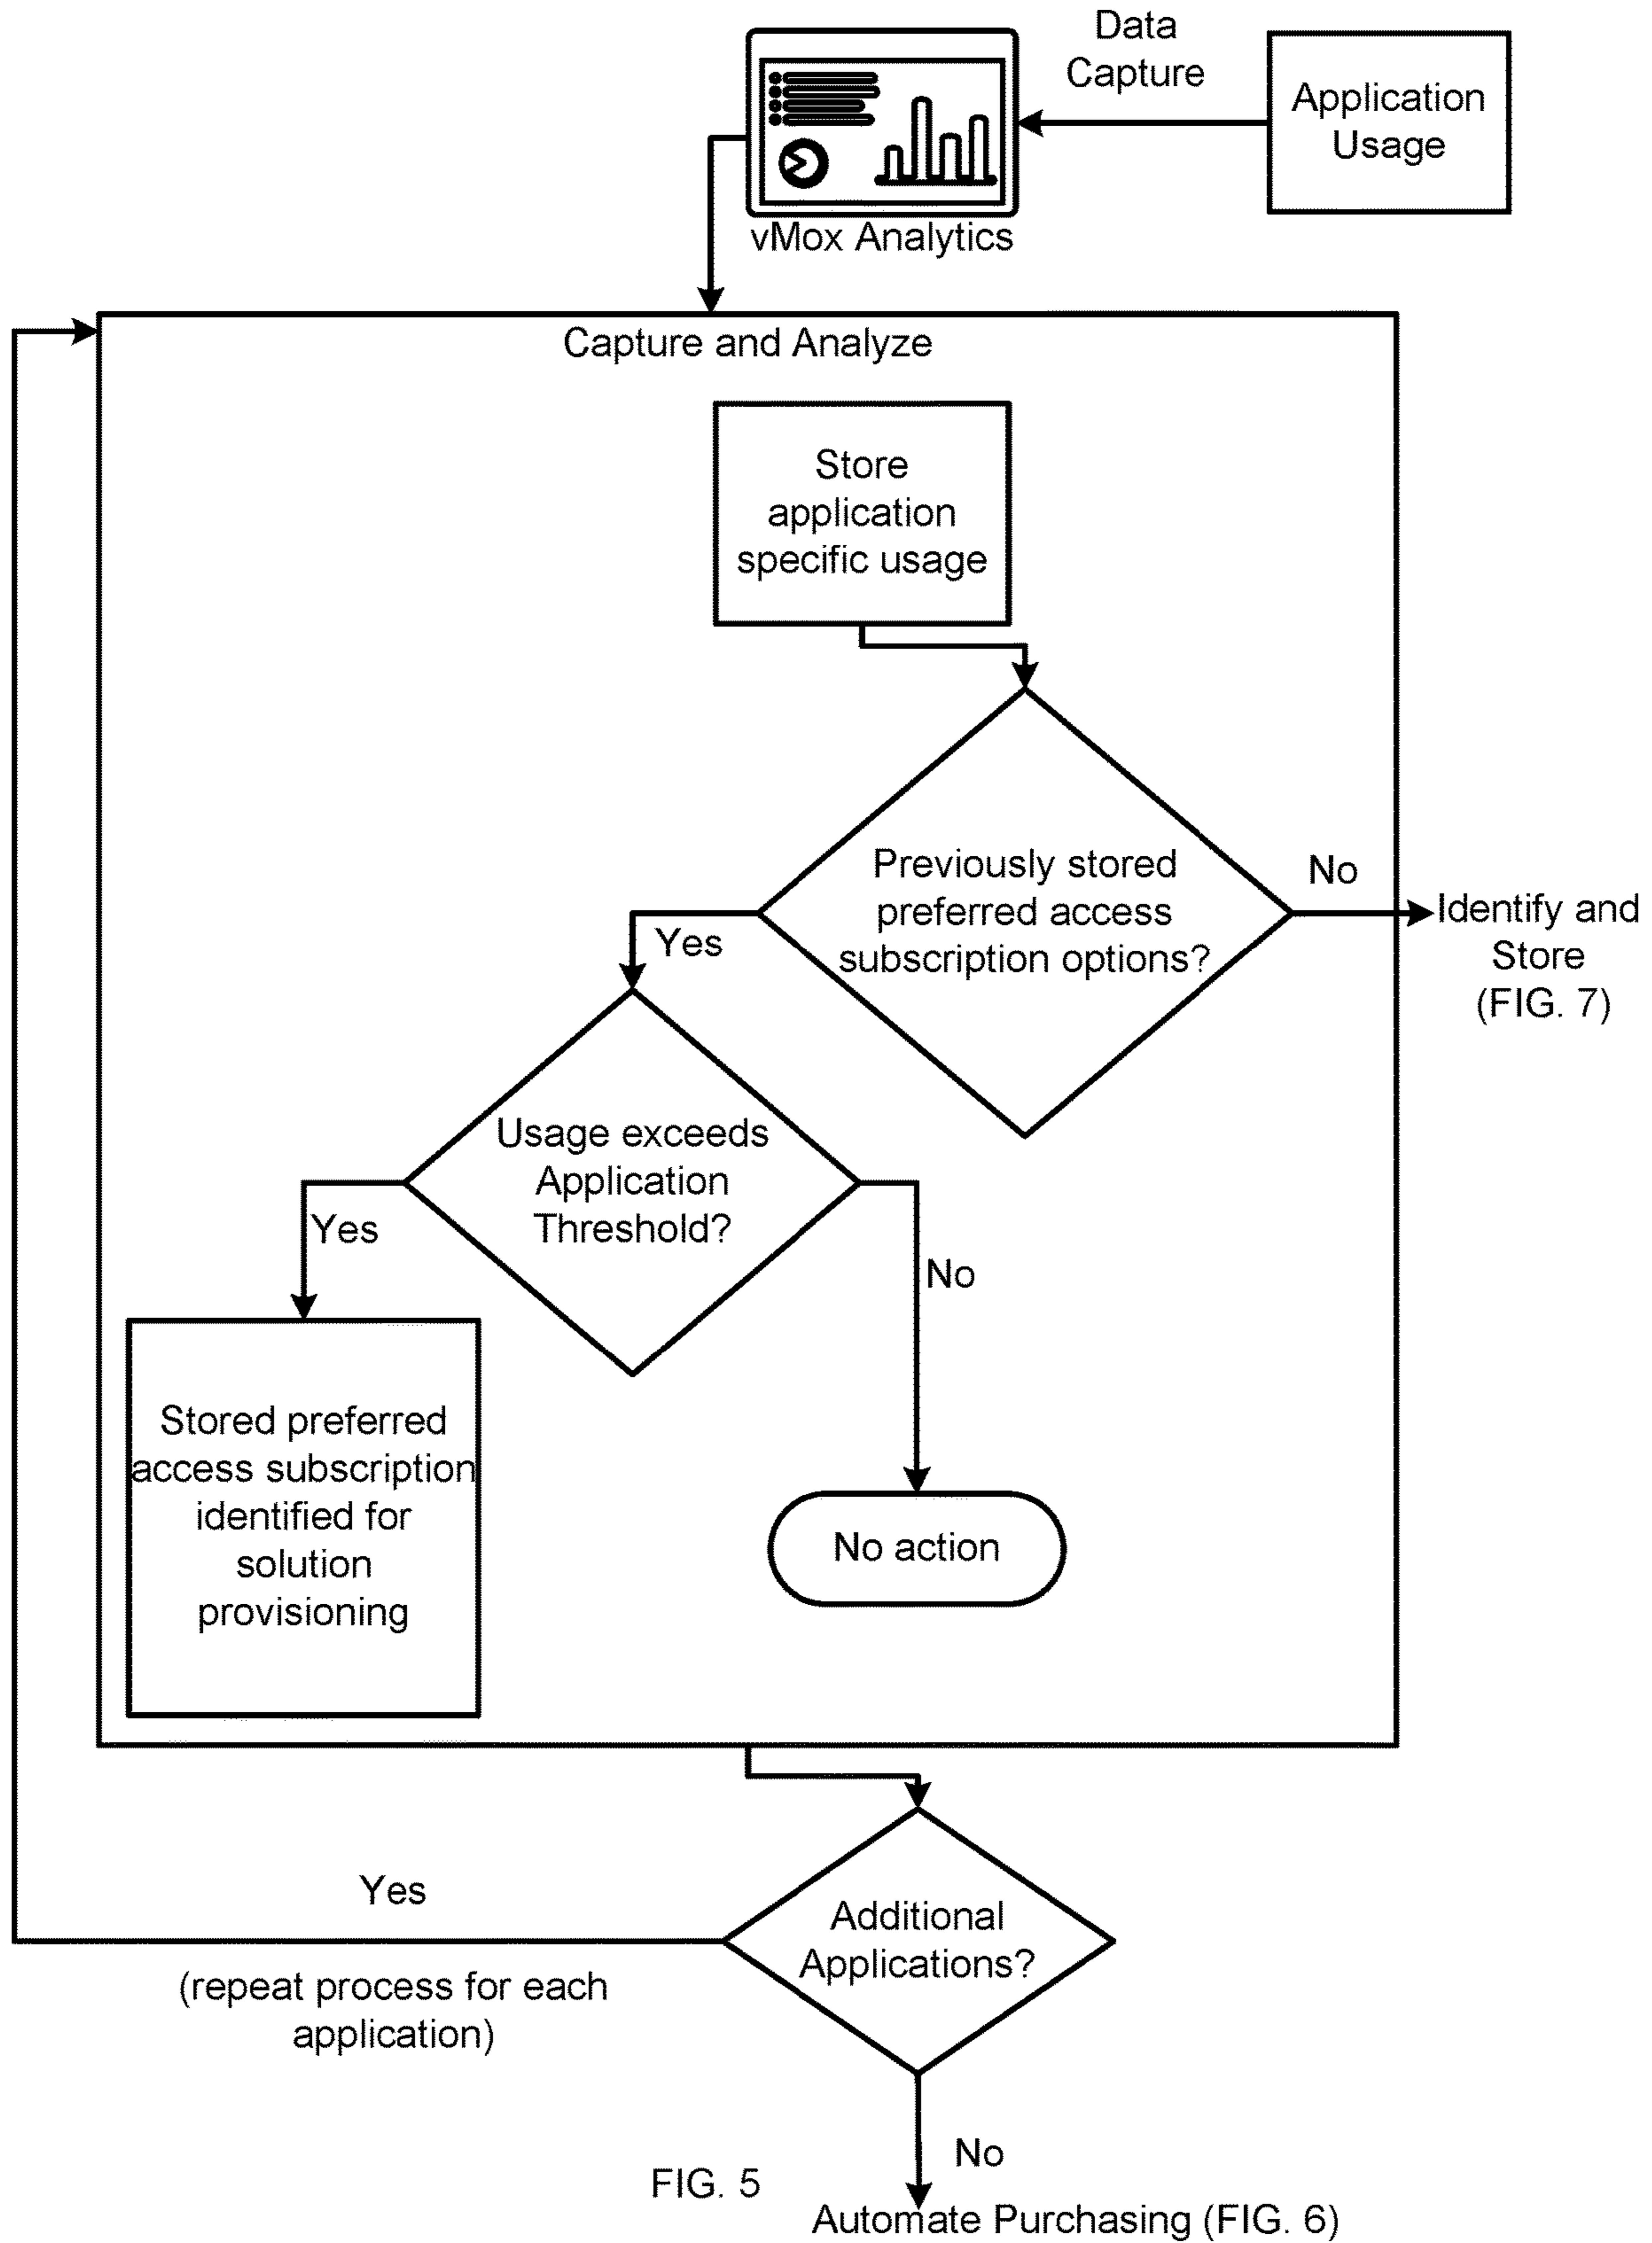 Data
Capture
Application
Usage
vMox Analytics
Capture and Analyze
Store
application
specific usage
Previously stored
preferred access
subscription options?
No
Identify and
Store
(FIG. 7)
Yes
Usage exceeds
Application
Threshold?
Yes
No
Stored preferred
access subscription
identified for
solution
provisioning
No action
Yes
(repeat process for each
application)
Additional
Applications?
No
FIG. 5
Automate Purchasing (FIG. 6)